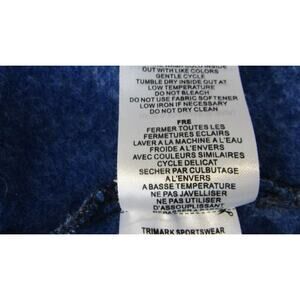 OUT WITH LIKE COLORS
GENTLE CYCLE
TUMBLE DRY INSIDE OUT AT
LOW TEMPERATURE
DO NOT BLEACH
DO NOT USE FABRIC SOFTENER
LOW IRON IF NECESSARY
DO NOT DRY CLEAN
FRE
FERMER TOUTES LES
FERMETURES ECLAIRS
LAVER A LA MACHINE A L'EAU
FROIDE A L'ENVERS
AVEC COULEURS SIMILAIRES
CYCLE DELICAT
SECHER PAR CULBUTAGE
A L'ENVERS
A BASSE TEMPERATURE
NE PAS JAVELISER
NE PAS UTILISER
D'ASSOUPLISSANT
TRIMARK SPORTSWEAR